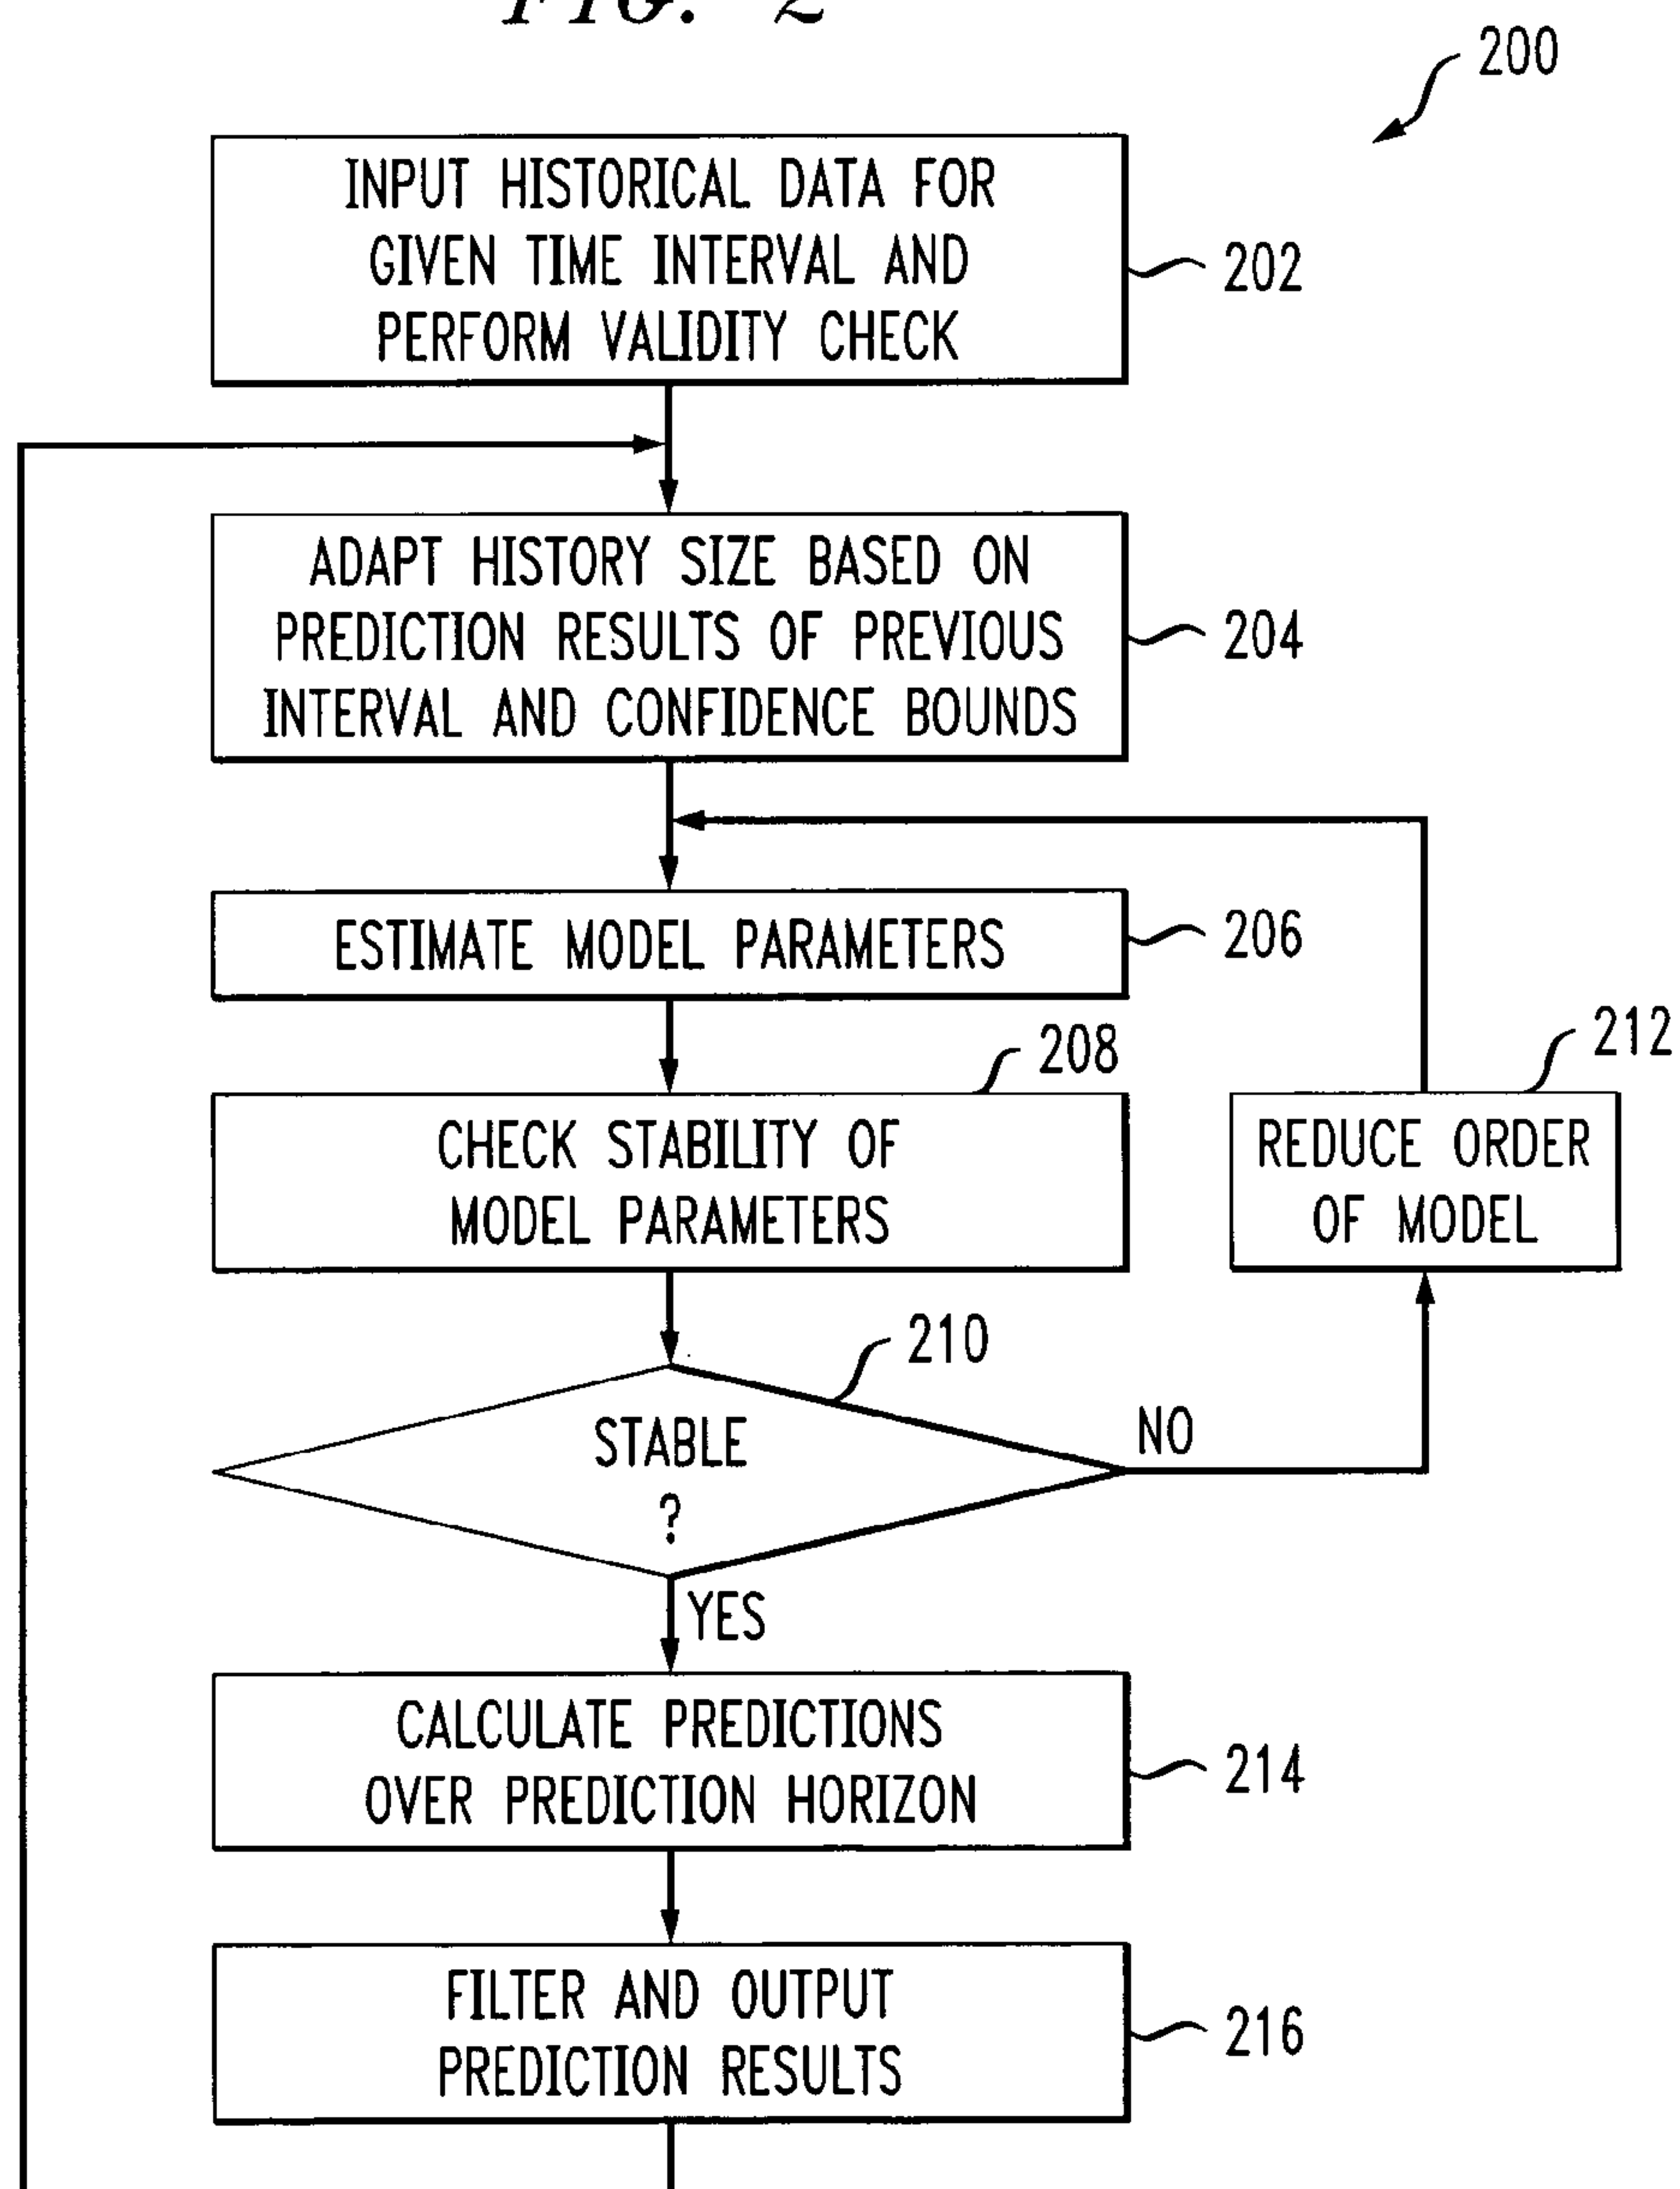 FIG. 2
200
INPUT HISTORICAL DATA FOR
GIVEN TIME INTERVAL AND
PERFORM VALIDITY CHECK
202
ADAPT HISTORY SIZE BASED ON
PREDICTION RESULTS OF PREVIOUS
INTERVAL AND CONFIDENCE BOUNDS
204
ESTIMATE MODEL PARAMETERS
206
208
CHECK STABILITY OF
MODEL PARAMETERS
212
REDUCE ORDER
OF MODEL
210
STABLE
?
NO
YES
CALCULATE PREDICTIONS
OVER PREDICTION HORIZON
214
FILTER AND OUTPUT
PREDICTION RESULTS
216